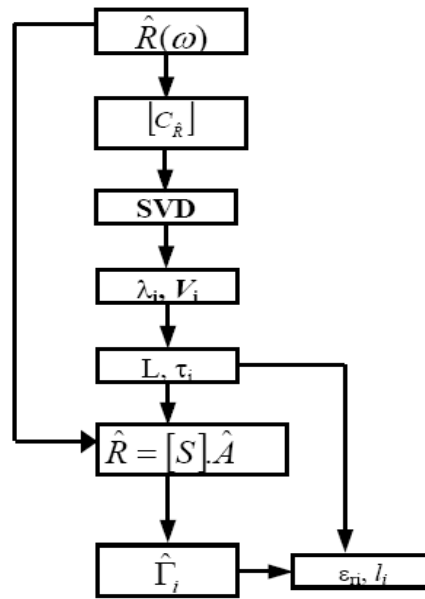 R̂(ω)
⌊C_R̂⌋
SVD
λᵢ, Vᵢ
L, τᵢ
R̂ = [S].Â
Γ̂ᵢ
εᵣᵢ, lᵢ